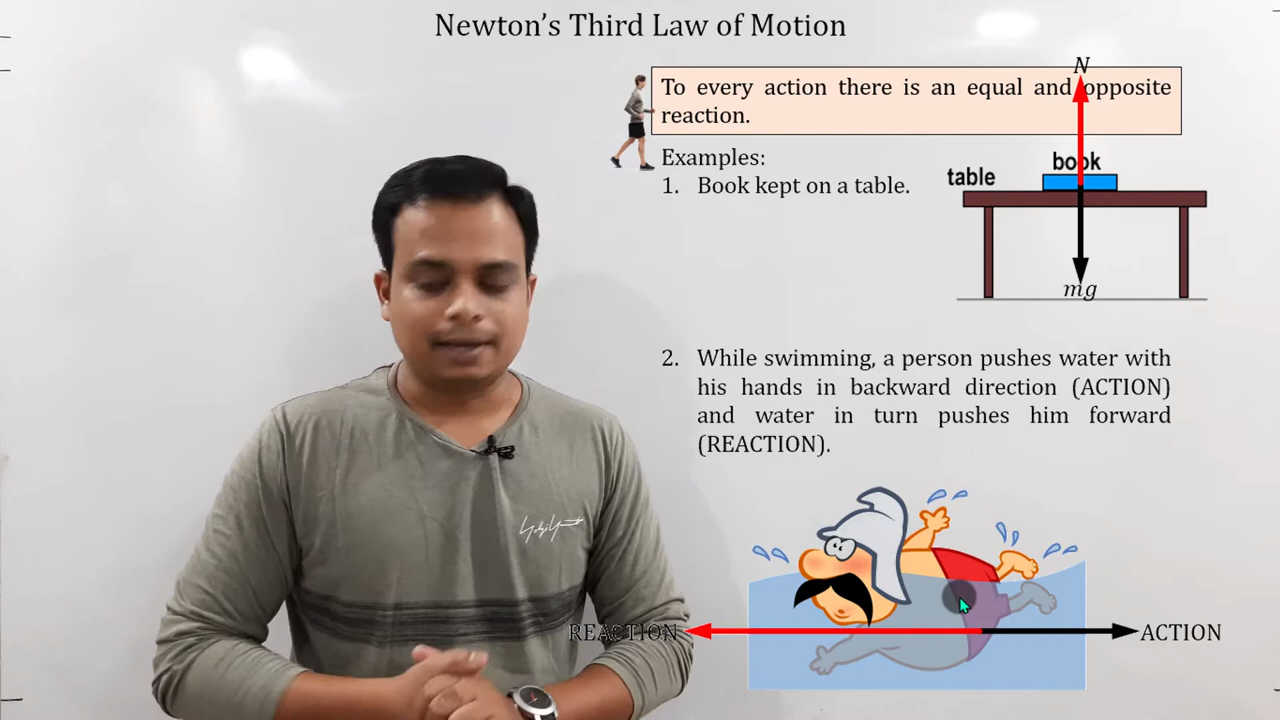 Newton's Third Law of Motion
N
To every action there is an equal and opposite
reaction.
Examples:
1. Book kept on a table.
table
book
mg
2. While swimming, a person pushes water with
his hands in backward direction (ACTION)
and water in turn pushes him forward
(REACTION).
REACTION
ACTION